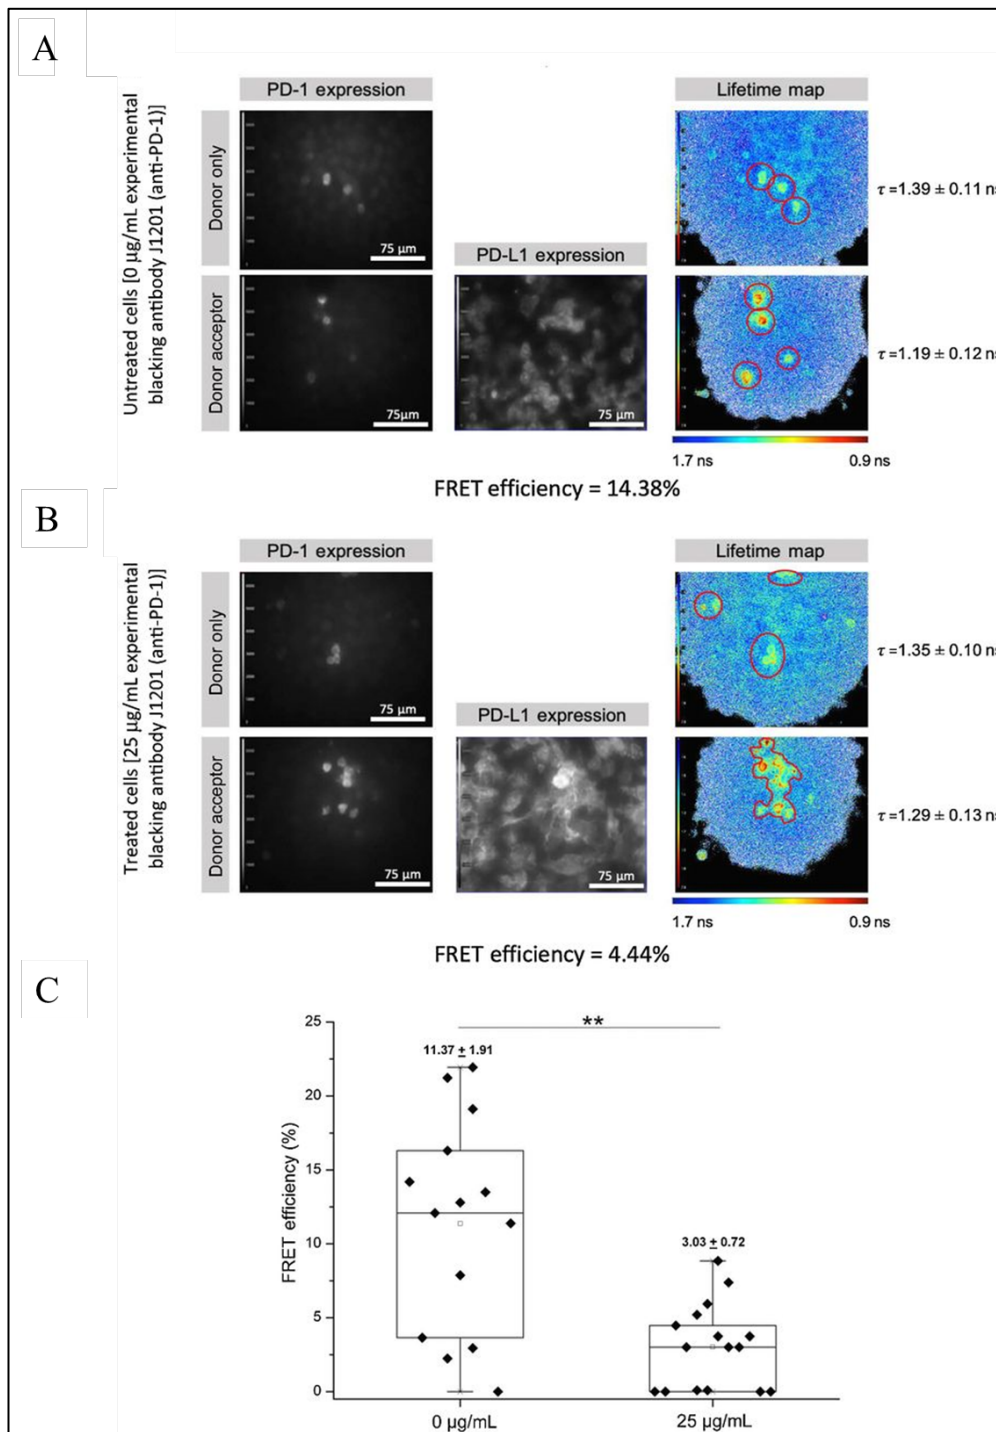 A
Untreated cells [0 µg/mL experimental
blacking antibody J1201 (anti-PD-1)]
PD-1 expression
Lifetime map
Donor only
75 µm
τ =1.39 ± 0.11 ns
PD-L1 expression
Donor acceptor
75µm
75 µm
τ =1.19 ± 0.12 ns
1.7 ns
0.9 ns
FRET efficiency = 14.38%
B
Treated cells [25 µg/mL experimental
blacking antibody J1201 (anti-PD-1)]
PD-1 expression
Lifetime map
Donor only
75 µm
τ =1.35 ± 0.10 ns
PD-L1 expression
Donor acceptor
75 µm
75 µm
τ =1.29 ± 0.13 ns
1.7 ns
0.9 ns
FRET efficiency = 4.44%
C
FRET efficiency (%)
25
20
15
10
5
0
**
11.37 ± 1.91
3.03 ± 0.72
0 µg/mL
25 µg/mL